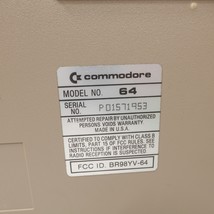 commodore
MODEL NO. 64
SERIAL NO. P01571953
ATTEMPTED REPAIR BY UNAUTHORIZED
PERSONS VOIDS WARRANTY.
MADE IN U.S.A.
CERTIFIED TO COMPLY WITH CLASS B
LIMITS, PART 15 OF FCC RULES. SEE
INSTRUCTIONS IF INTERFERENCE TO
RADIO RECEPTION IS SUSPECTED
FCC ID. BR98YV-64